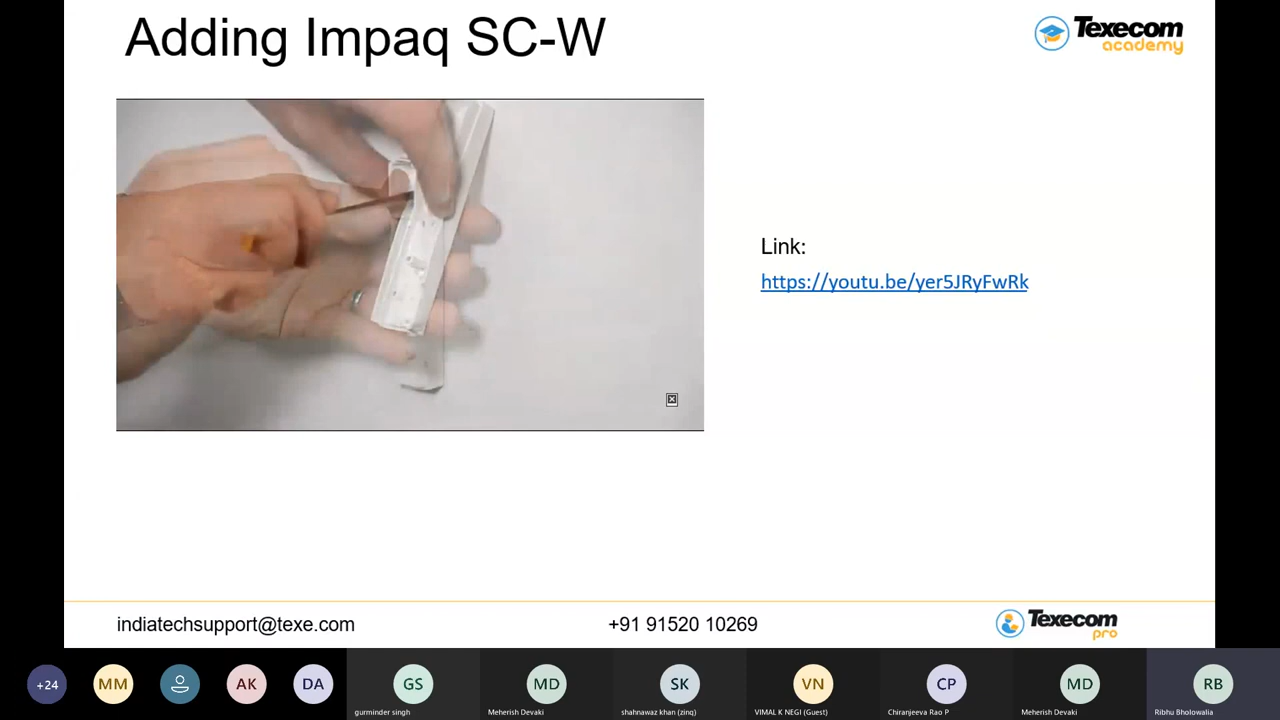 Adding Impaq SC-W
Texecom
academy
Link:
https://youtu.be/yer5JRyFwRk
indiatechsupport@texe.com
+91 91520 10269
Texecom
pro
+24
MM
AK
DA
GS
MD
SK
VN
CP
MD
RB
gurminder singh
Meherish Devaki
shahnawaz khan (zinq)
VIMAL K NEGI (Guest)
Chiranjeeva Rao P
Meherish Devaki
Ribhu Bholowalia